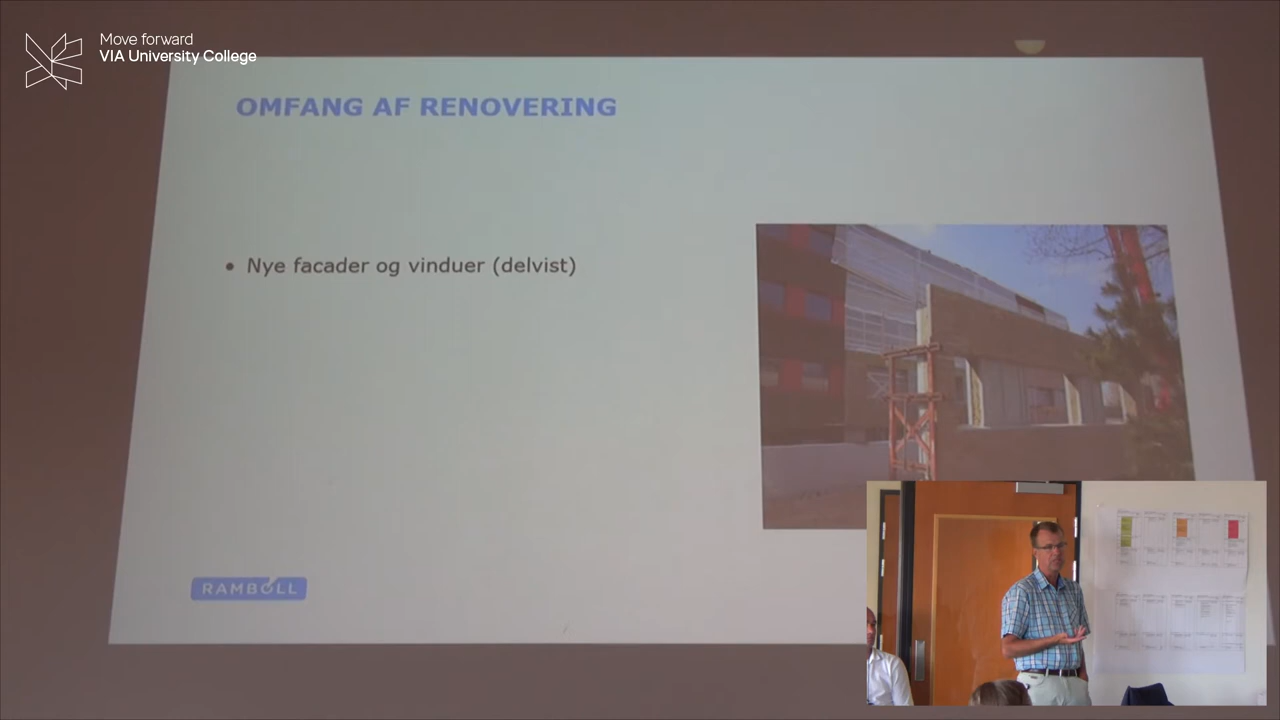 Move forward
VIA University College
OMFANG AF RENOVERING
• Nye facader og vinduer (delvist)
RAMBOLL